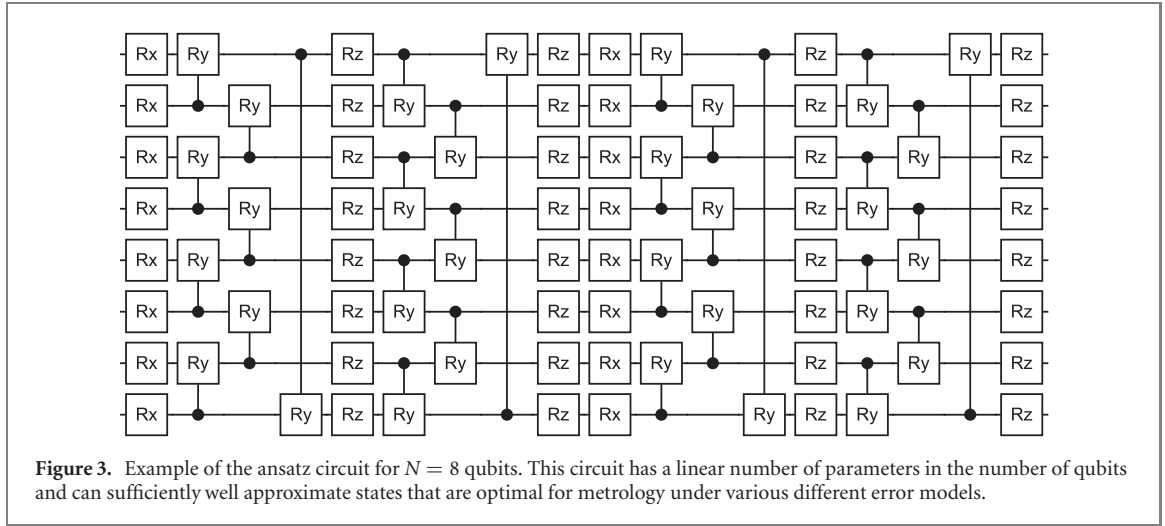 Rx Ry Rz Ry Rz Rx Ry Rz Ry Rz
Rx Ry Rz Ry Rz Rx Ry Rz Ry Rz
Rx Ry Rz Ry Rz Rx Ry Rz Ry Rz
Rx Ry Rz Ry Rz Rx Ry Rz Ry Rz
Rx Ry Rz Ry Rz Rx Ry Rz Ry Rz
Rx Ry Rz Ry Rz Rx Ry Rz Ry Rz
Rx Ry Rz Ry Rz Rx Ry Rz Ry Rz
Rx Ry Rz Ry Rz Rx Ry Rz Ry Rz
Figure 3. Example of the ansatz circuit for N = 8 qubits. This circuit has a linear number of parameters in the number of qubits
and can sufficiently well approximate states that are optimal for metrology under various different error models.